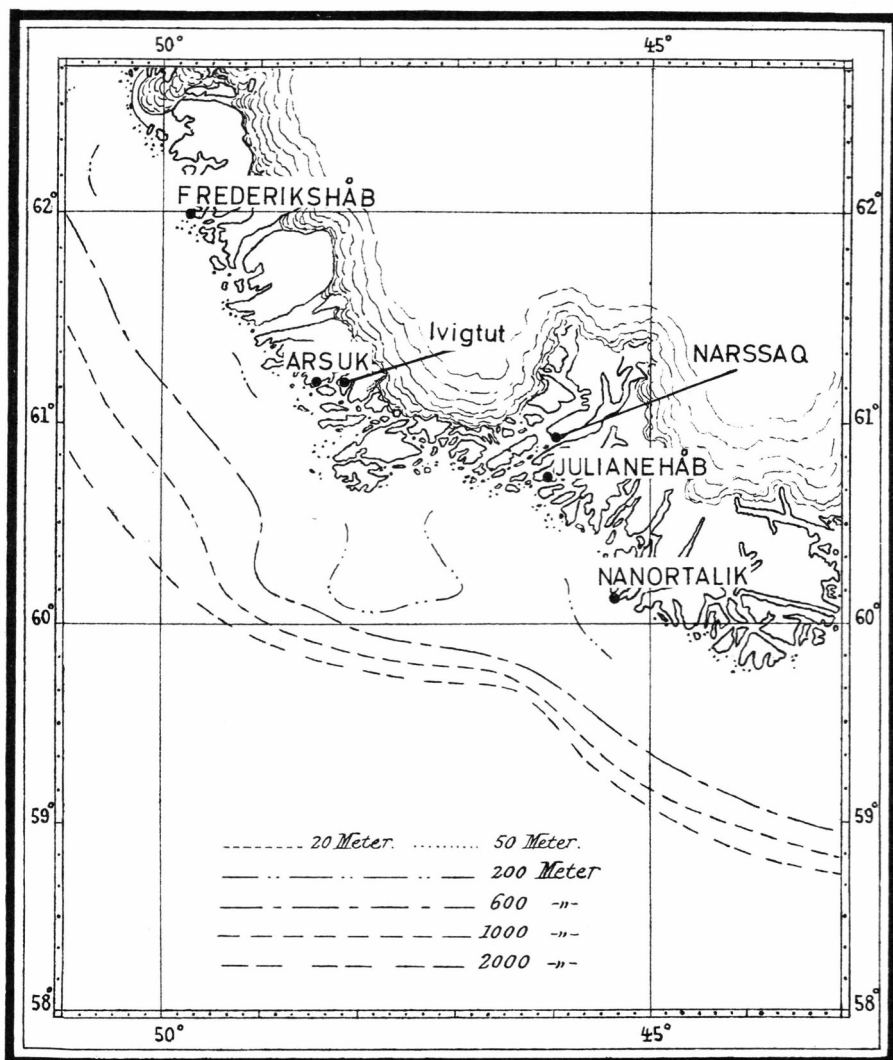 50° 45°
FREDERIKSHÅB
62° 62°
Ivigtut
ARSUK
NARSSAQ
61° 61°
JULIANEHÅB
NANORTALIK
60° 60°
59° 59°
20 Meter. 50 Meter.
200 Meter
600 -"-
1000 -"-
2000 -"-
58° 58°
50° 45°